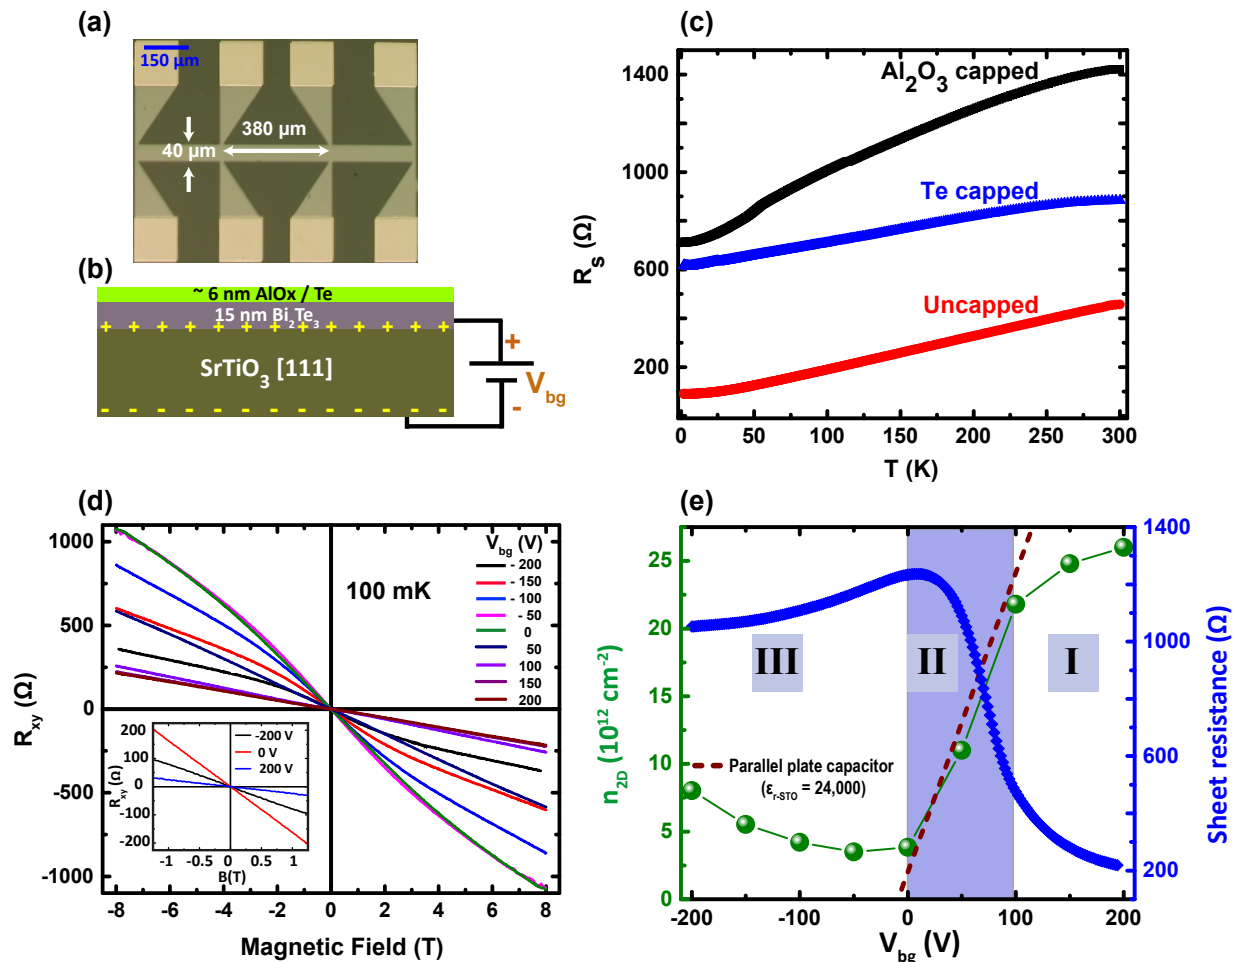 (a)
150 µm
380 µm
40 µm
(b)
~ 6 nm AlOx / Te
15 nm Bi2Te3
+ + + + + + + + + + + + +
SrTiO3 [111]
- - - - - - - - - - - - -
+
Vbg
-
(c)
1400
1000
600
200
Rs (Ω)
Al2O3 capped
Te capped
Uncapped
0 50 100 150 200 250 300
T (K)
(d)
1000
500
0
-500
-1000
Rxy (Ω)
100 mK
Vbg (V)
- 200
- 150
- 100
- 50
0
50
100
150
200
200
100
0
-100
-200
Rxy (Ω)
-200 V
0 V
200 V
-1 -0.5 0 0.5 1
B(T)
-8 -6 -4 -2 0 2 4 6 8
Magnetic Field (T)
(e)
25
20
15
10
5
0
n2D (10^12 cm^-2)
III
II
I
Parallel plate capacitor
(εr-STO = 24,000)
1400
1000
600
200
Sheet resistance (Ω)
-200 -100 0 100 200
Vbg (V)